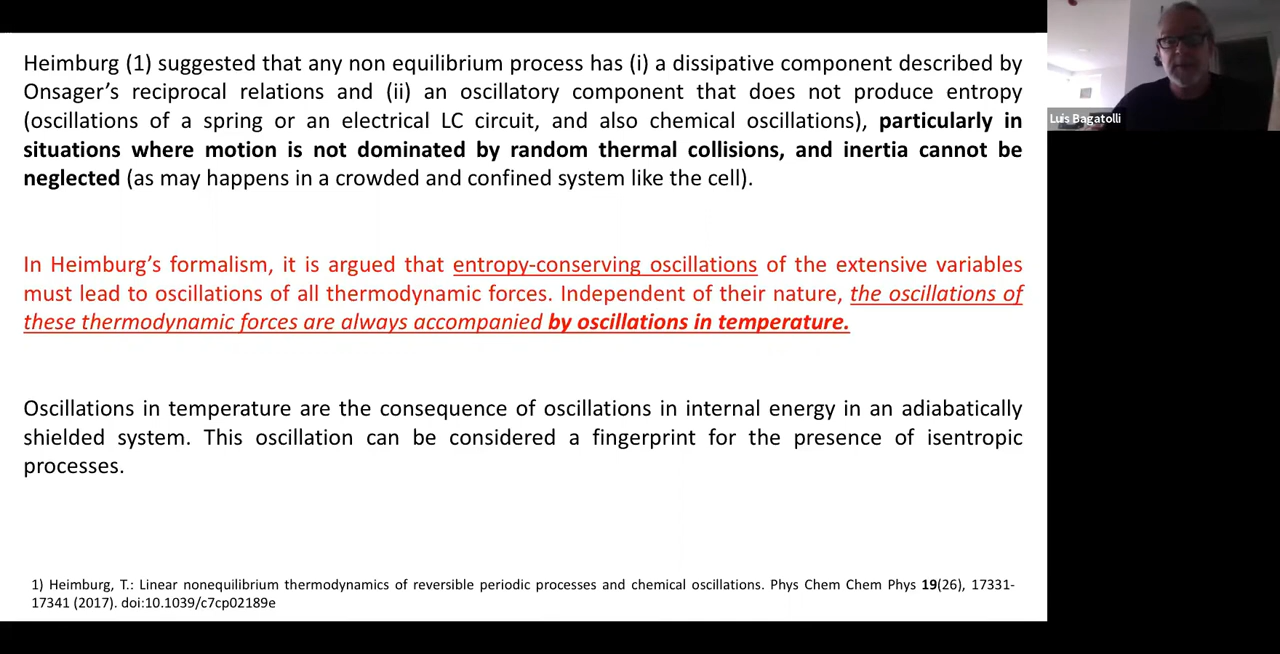 Heimburg (1) suggested that any non equilibrium process has (i) a dissipative component described by
Onsager's reciprocal relations and (ii) an oscillatory component that does not produce entropy
(oscillations of a spring or an electrical LC circuit, and also chemical oscillations), particularly in
situations where motion is not dominated by random thermal collisions, and inertia cannot be
neglected (as may happens in a crowded and confined system like the cell).
In Heimburg's formalism, it is argued that entropy-conserving oscillations of the extensive variables
must lead to oscillations of all thermodynamic forces. Independent of their nature, the oscillations of
these thermodynamic forces are always accompanied by oscillations in temperature.
Oscillations in temperature are the consequence of oscillations in internal energy in an adiabatically
shielded system. This oscillation can be considered a fingerprint for the presence of isentropic
processes.
1) Heimburg, T.: Linear nonequilibrium thermodynamics of reversible periodic processes and chemical oscillations. Phys Chem Chem Phys 19(26), 17331-
17341 (2017). doi:10.1039/c7cp02189e
Luis Bagatolli